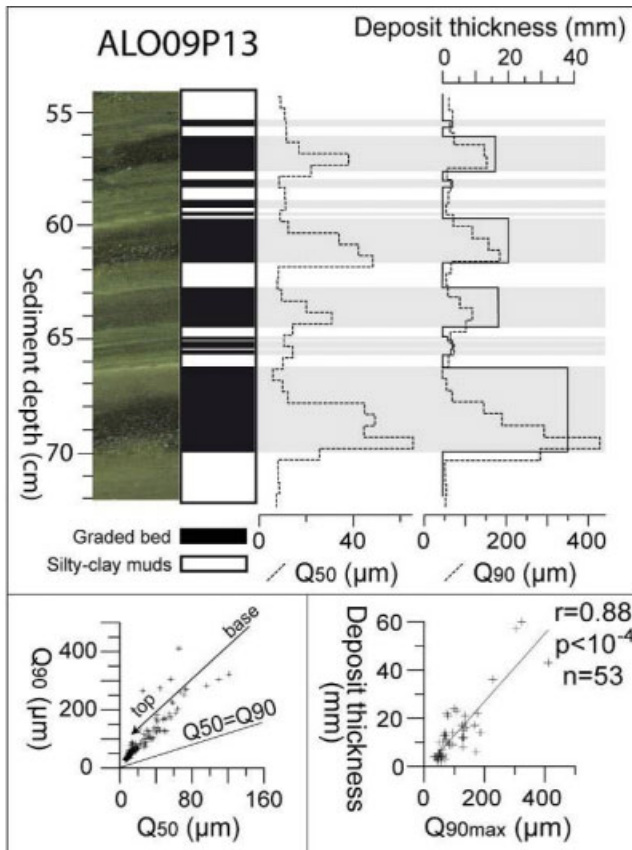 ALO09P13
Deposit thickness (mm)
0 20 40
55
60
65
70
Sediment depth (cm)
Graded bed
Silty-clay muds
0 40
Q50 (µm)
0 200 400
Q90 (µm)
Q90 (µm)
400
200
0
base
top
Q50=Q90
0 80 160
Q50 (µm)
Deposit thickness (mm)
60
40
20
0
r=0.88
p<10⁻⁴
n=53
0 200 400
Q90max (µm)